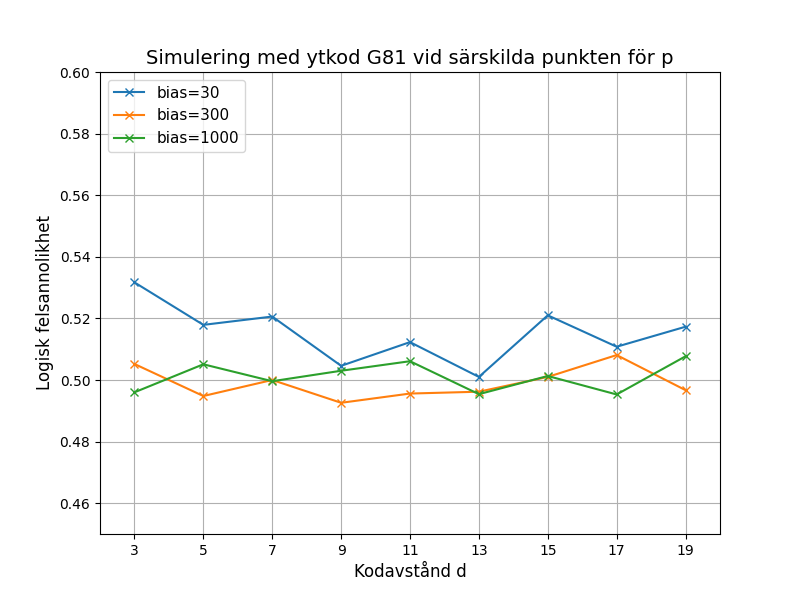 Simulering med ytkod G81 vid särskilda punkten för p
bias=30
bias=300
bias=1000
Logisk felsannolikhet
0.60
0.58
0.56
0.54
0.52
0.50
0.48
0.46
3 5 7 9 11 13 15 17 19
Kodavstånd d